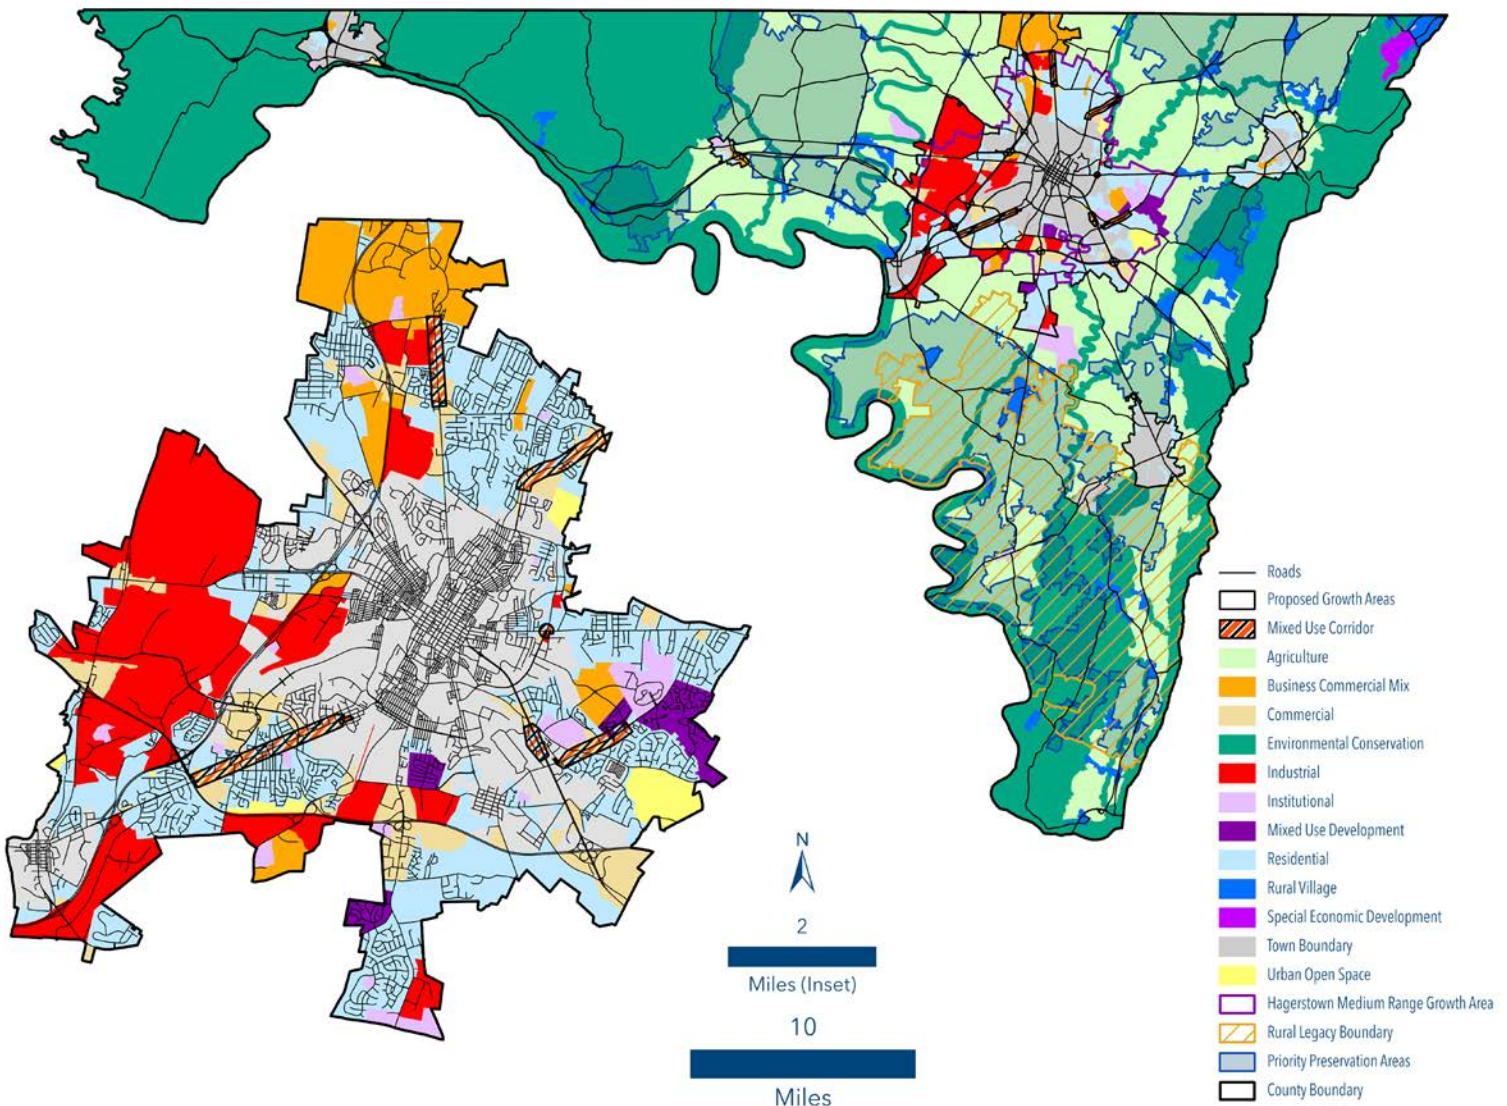 N
2
Miles (Inset)
10
Miles
Roads
Proposed Growth Areas
Mixed Use Corridor
Agriculture
Business Commercial Mix
Commercial
Environmental Conservation
Industrial
Institutional
Mixed Use Development
Residential
Rural Village
Special Economic Development
Town Boundary
Urban Open Space
Hagerstown Medium Range Growth Area
Rural Legacy Boundary
Priority Preservation Areas
County Boundary